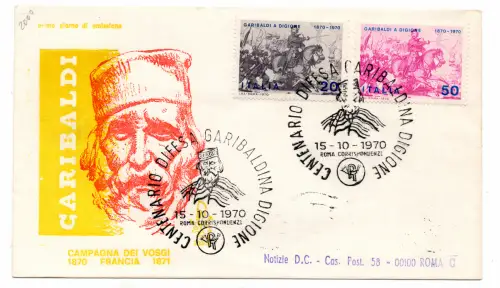 2000
primo giorno di emissione
GARIBALDI
GARIBALDI A DIGIONE 1870-1970
ITALIA 20
GARIBALDI A DIGIONE 1870-1970
ITALIA 50
CENTENARIO DIFESA GARIBALDINA DIGIONE
15-10-1970
ROMA CORRISPONDENZE
CENTENARIO DIFESA GARIBALDINA DIGIONE
15-10-1970
ROMA CORRISPONDENZE
CAMPAGNA DEI VOSGI
1870 FRANCIA 1871
Notizie D.C. - Cas. Post. 58 - 00100 ROMA